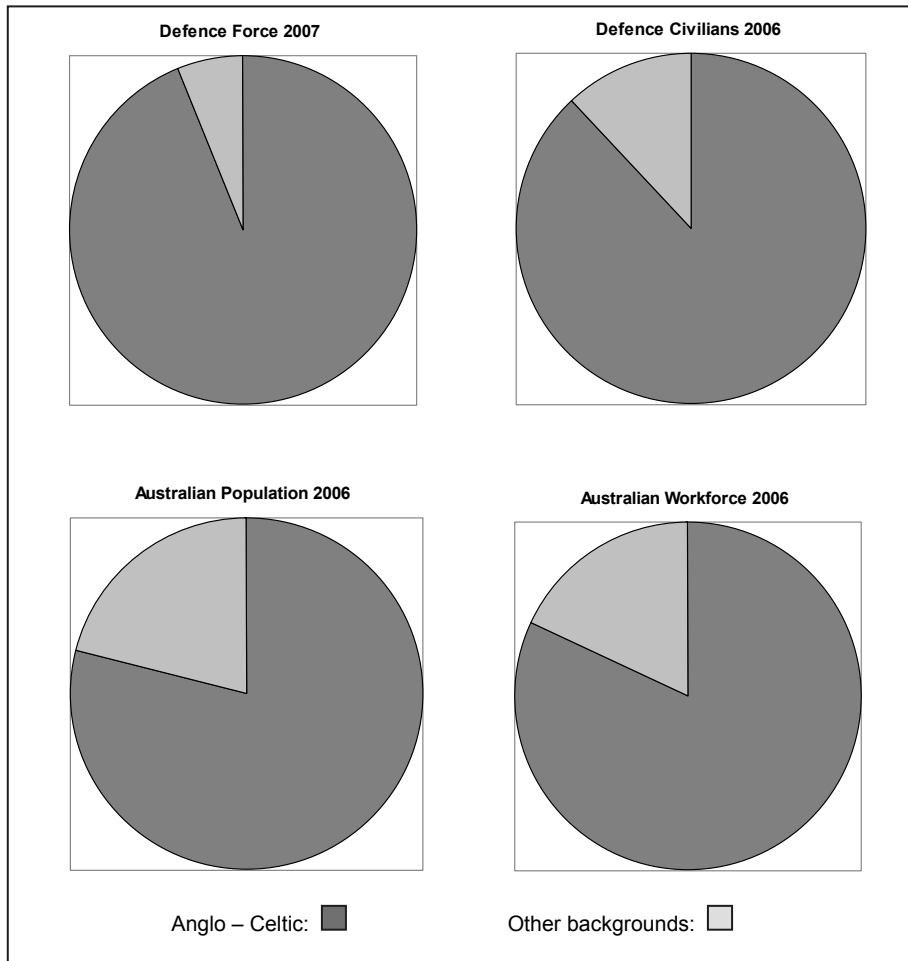 Defence Force 2007
Defence Civilians 2006
Australian Population 2006
Australian Workforce 2006
Anglo – Celtic:
Other backgrounds: